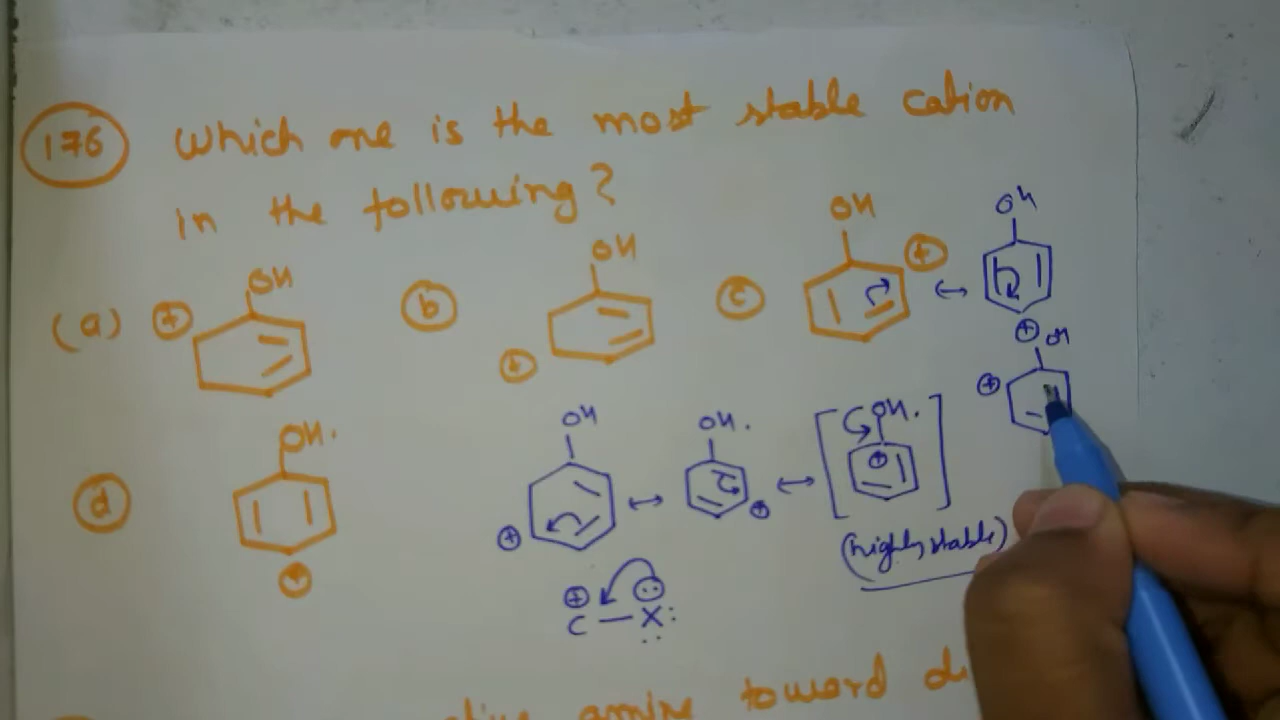 176 Which one is the most stable cation
in the following?
OH
OH
OH
OH
(a) +
b +
c +
+ OH
+
d OH.
+
OH
+
OH.
+
OH.
+
(highly stable)
+
C — X:
amine toward